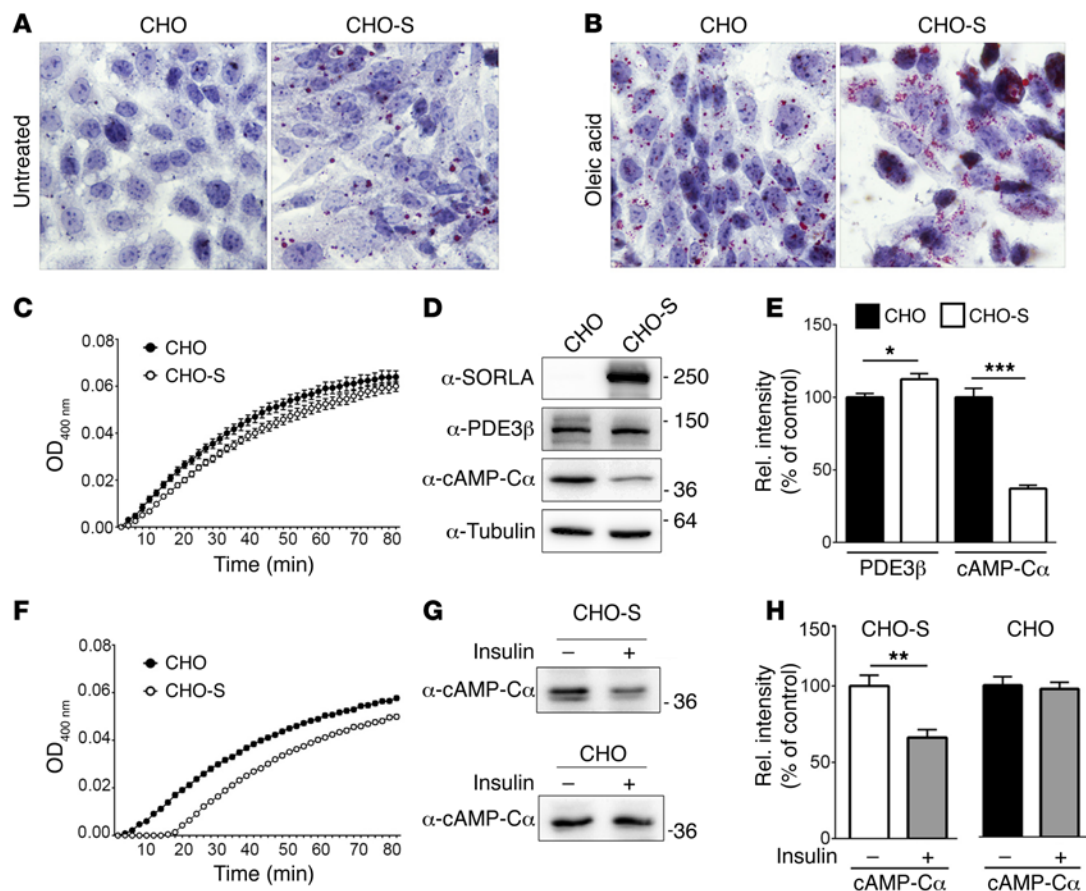 A
CHO
CHO-S
Untreated
B
CHO
CHO-S
Oleic acid
C
0.08
0.06
0.04
0.02
0.00
CHO
CHO-S
OD400 nm
10 20 30 40 50 60 70 80
Time (min)
D
CHO
CHO-S
α-SORLA
- 250
α-PDE3β
- 150
α-cAMP-Cα
- 36
α-Tubulin
- 64
E
CHO
CHO-S
150
100
50
0
Rel. intensity
(% of control)
*
***
PDE3β
cAMP-Cα
F
0.08
0.06
0.04
0.02
0.00
CHO
CHO-S
OD400 nm
10 20 30 40 50 60 70 80
Time (min)
G
CHO-S
Insulin − +
α-cAMP-Cα
- 36
CHO
Insulin − +
α-cAMP-Cα
-36
H
CHO-S
CHO
150
100
50
0
Rel. intensity
(% of control)
**
Insulin − + − +
cAMP-Cα
cAMP-Cα